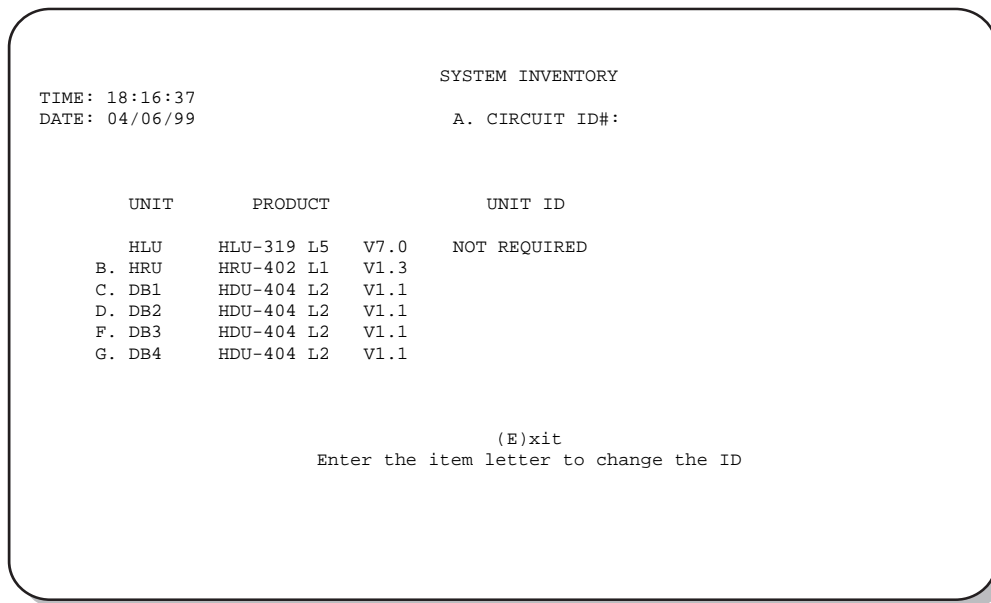 SYSTEM INVENTORY
TIME: 18:16:37
DATE: 04/06/99 A. CIRCUIT ID#:
UNIT PRODUCT UNIT ID
HLU HLU-319 L5 V7.0 NOT REQUIRED
B. HRU HRU-402 L1 V1.3
C. DB1 HDU-404 L2 V1.1
D. DB2 HDU-404 L2 V1.1
F. DB3 HDU-404 L2 V1.1
G. DB4 HDU-404 L2 V1.1
(E)xit
Enter the item letter to change the ID